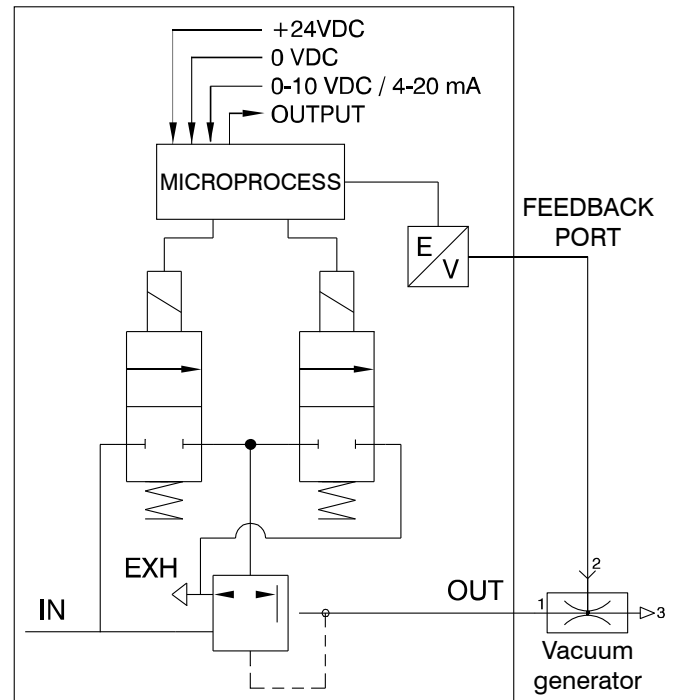 +24VDC
0 VDC
0-10 VDC / 4-20 mA
OUTPUT
MICROPROCESS
FEEDBACK
PORT
E
V
EXH
IN
OUT
1
2
3
Vacuum
generator